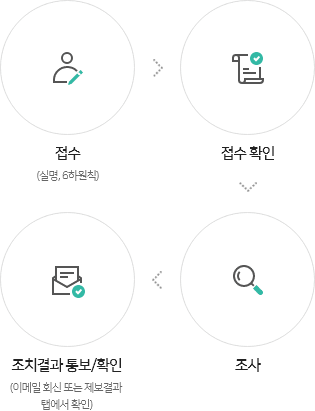 접수
(실명, 6하원칙)
접수 확인
조치결과 통보/확인
(이메일 회신 또는 제보결과
탭에서 확인)
조사